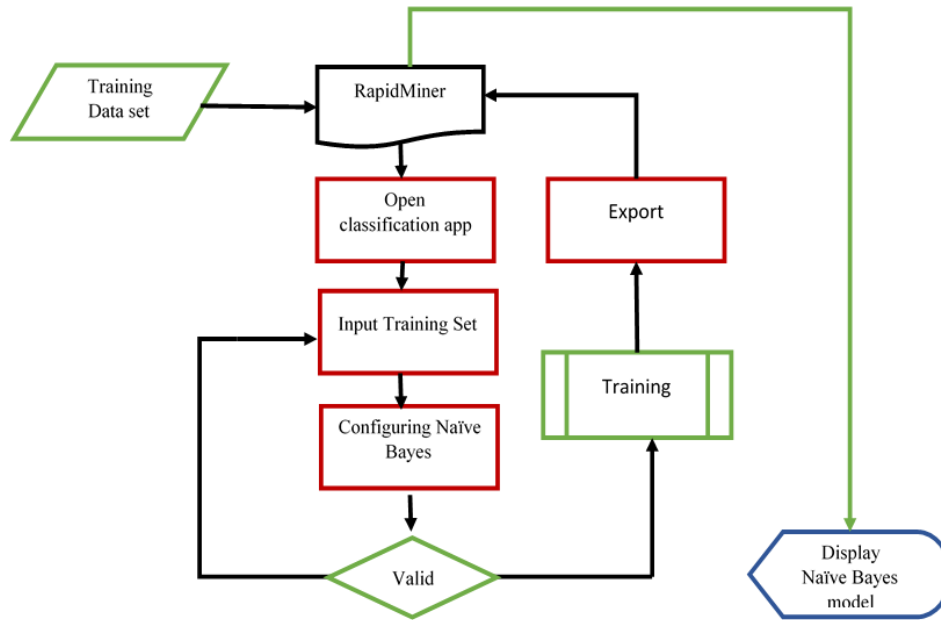 Training
Data set
RapidMiner
Open
classification app
Export
Input Training Set
Training
Configuring Naïve
Bayes
Valid
Display
Naïve Bayes
model